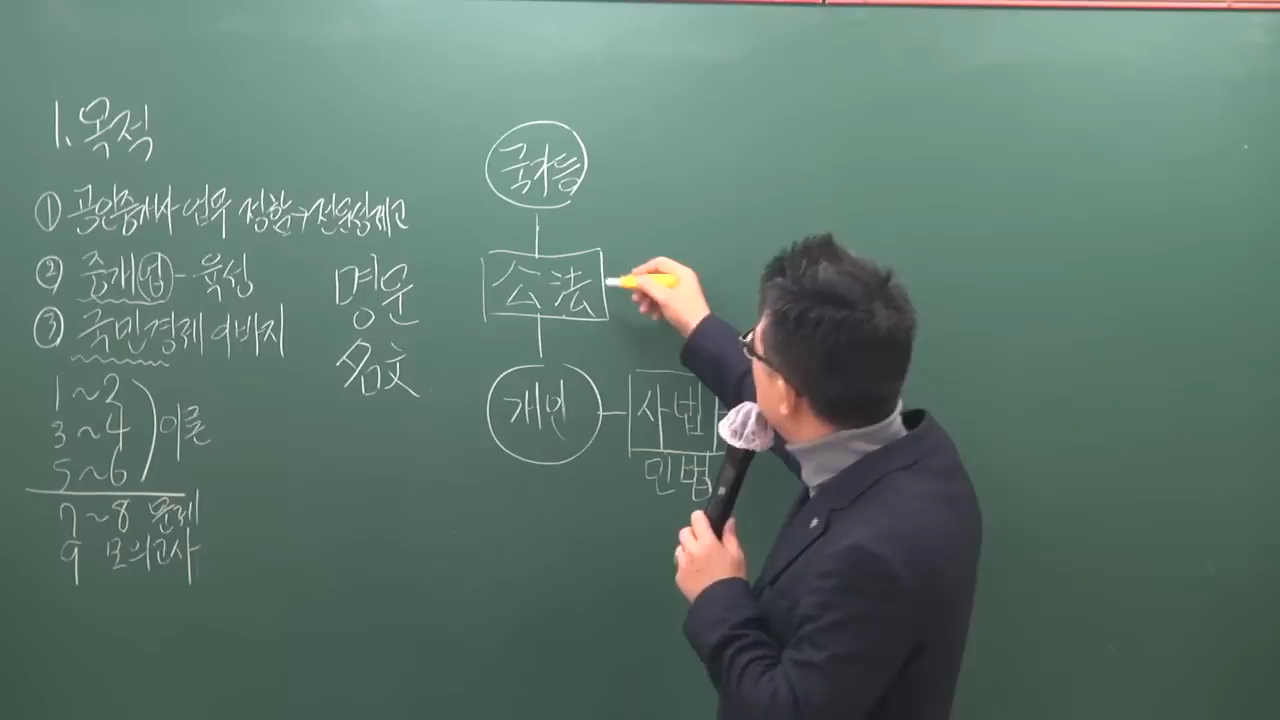 1. 목적
① 공인중개사 업무 정함→전문성제고
② 중개업 - 육성
③ 국민경제 이바지
명문
名文
1~2
3~4 이론
5~6
7~8 문제
9 모의고사
국가등
公法
개인
사법
민법